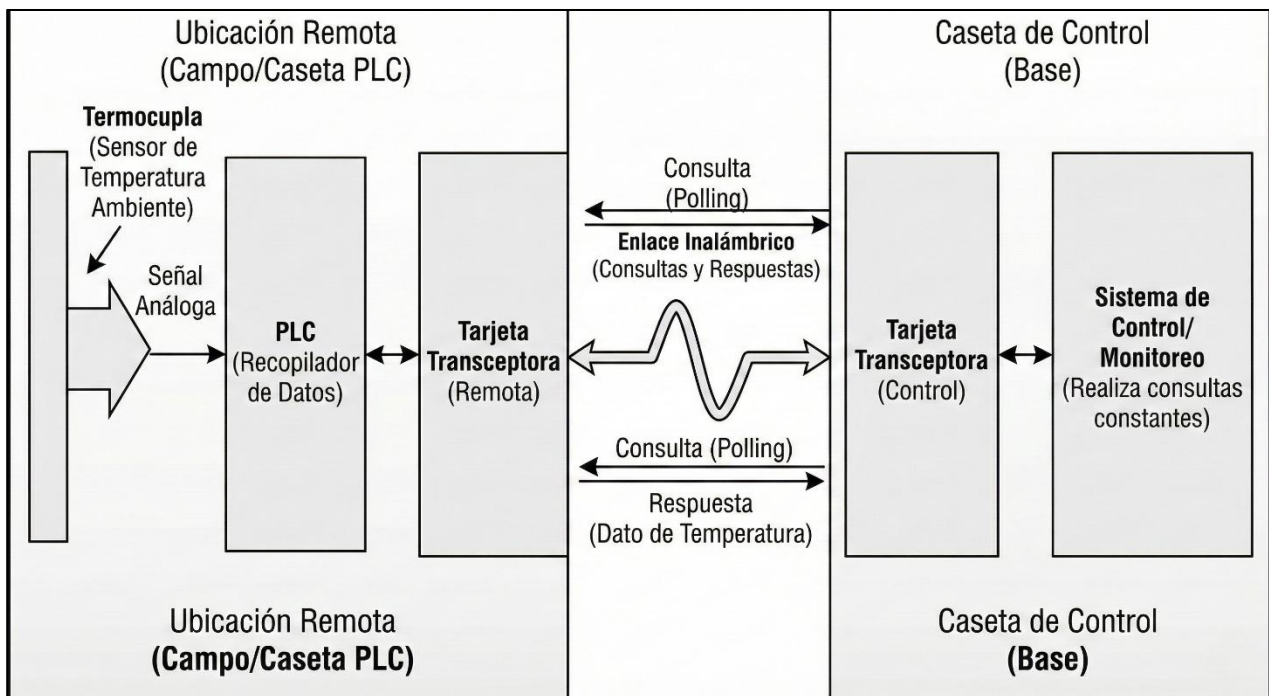 Ubicación Remota
(Campo/Caseta PLC)
Termocupla
(Sensor de
Temperatura
Ambiente)
Señal
Análoga
PLC
(Recopilador
de Datos)
Tarjeta
Transceptora
(Remota)
Consulta
(Polling)
Enlace Inalámbrico
(Consultas y Respuestas)
Consulta (Polling)
Respuesta
(Dato de Temperatura)
Caseta de Control
(Base)
Tarjeta
Transceptora
(Control)
Sistema de
Control/
Monitoreo
(Realiza consultas
constantes)
Ubicación Remota
(Campo/Caseta PLC)
Caseta de Control
(Base)